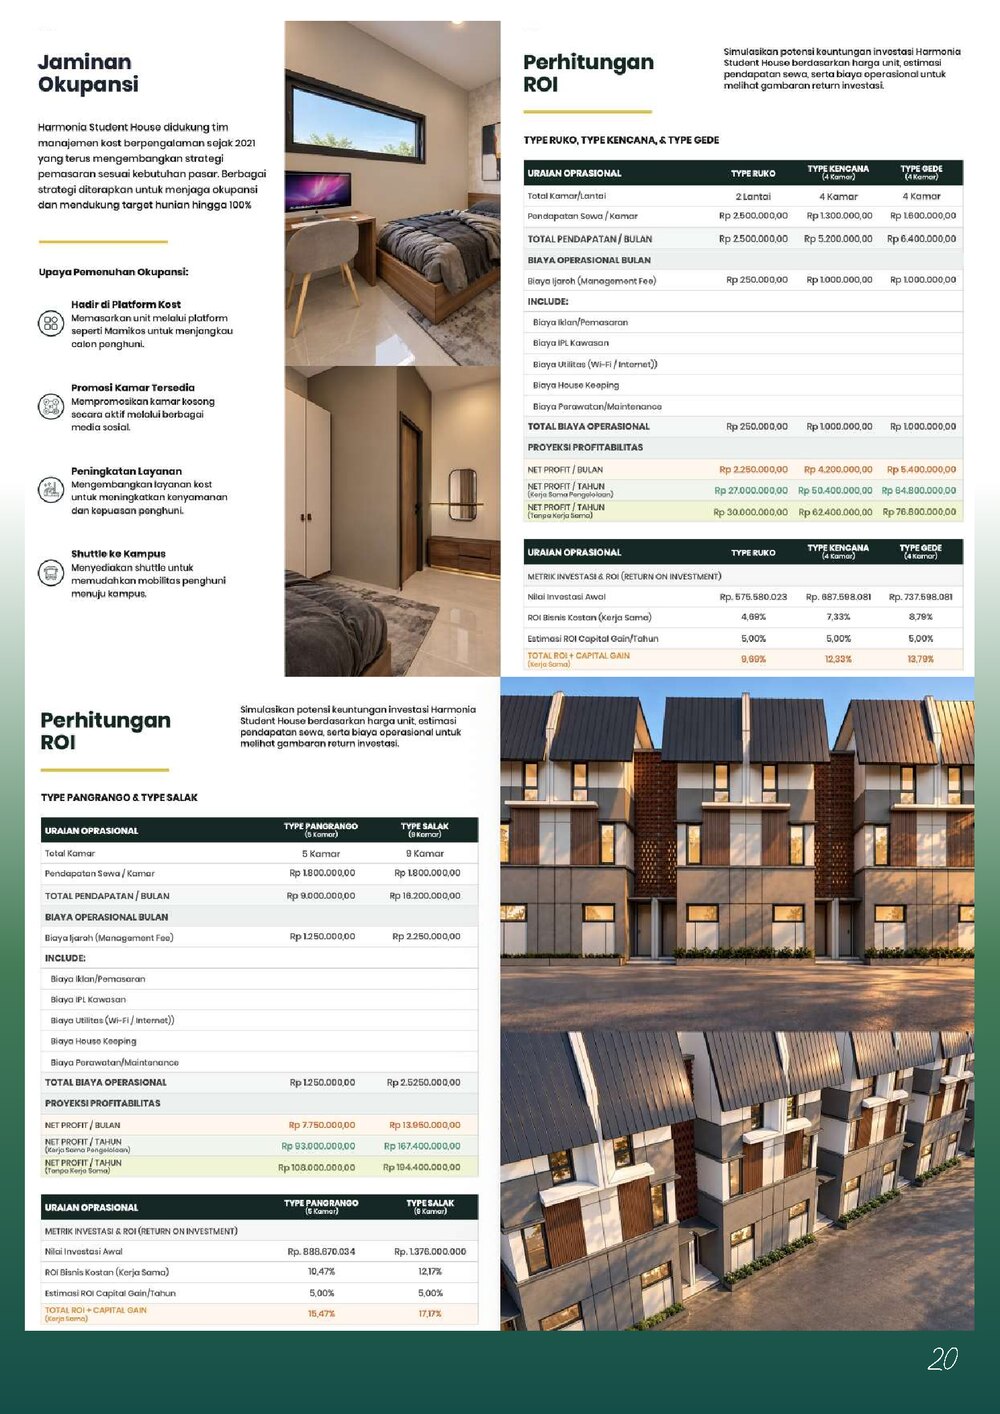 Jaminan
Okupansi
Harmonia Student House didukung tim
manajemen kost berpengalaman sejak 2021
yang terus mengembangkan strategi
pemasaran sesuai kebutuhan pasar. Berbagai
strategi diterapkan untuk menjaga okupansi
dan mendukung target hunian hingga 100%
Upaya Pemenuhan Okupansi:
Hadir di Platform Kost
Memasarkan unit melalui platform
seperti Mamikos untuk menjangkau
calon penghuni.
Promosi Kamar Tersedia
Mempromosikan kamar kosong
secara aktif melalui berbagai
media sosial.
Peningkatan Layanan
Mengembangkan layanan kost
untuk meningkatkan kenyamanan
dan kepuasan penghuni.
Shuttle ke Kampus
Menyediakan shuttle untuk
memudahkan mobilitas penghuni
menuju kampus.
Perhitungan
ROI
Simulasikan potensi keuntungan investasi Harmonia
Student House berdasarkan harga unit, estimasi
pendapatan sewa, serta biaya operasional untuk
melihat gambaran return investasi.
TYPE RUKO, TYPE KENCANA, & TYPE GEDE
URAIAN OPRASIONAL TYPE RUKO TYPE KENCANA (4 Kamar) TYPE GEDE (4 Kamar)
Total Kamar/Lantai 2 Lantai 4 Kamar 4 Kamar
Pendapatan Sewa / Kamar Rp 2.500.000,00 Rp 1.300.000,00 Rp 1.600.000,00
TOTAL PENDAPATAN / BULAN Rp 2.500.000,00 Rp 5.200.000,00 Rp 6.400.000,00
BIAYA OPERASIONAL BULAN
Biaya Ijaroh (Management Fee) Rp 250.000,00 Rp 1.000.000,00 Rp 1.000.000,00
INCLUDE:
Biaya Iklan/Pemasaran
Biaya IPL Kawasan
Biaya Utilitas (Wi-Fi / Internet))
Biaya House Keeping
Biaya Perawatan/Maintenance
TOTAL BIAYA OPERASIONAL Rp 250.000,00 Rp 1.000.000,00 Rp 1.000.000,00
PROYEKSI PROFITABILITAS
NET PROFIT / BULAN Rp 2.250.000,00 Rp 4.200.000,00 Rp 5.400.000,00
NET PROFIT / TAHUN (Kerja Sama Pengelolaan) Rp 27.000.000,00 Rp 50.400.000,00 Rp 64.800.000,00
NET PROFIT / TAHUN (Tanpa Kerja Sama) Rp 30.000.000,00 Rp 62.400.000,00 Rp 76.800.000,00
URAIAN OPRASIONAL TYPE RUKO TYPE KENCANA (4 Kamar) TYPE GEDE (4 Kamar)
METRIK INVESTASI & ROI (RETURN ON INVESTMENT)
Nilai Investasi Awal Rp. 575.580.023 Rp. 687.598.081 Rp. 737.598.081
ROI Bisnis Kostan (Kerja Sama) 4,69% 7,33% 8,79%
Estimasi ROI Capital Gain/Tahun 5,00% 5,00% 5,00%
TOTAL ROI + CAPITAL GAIN (Kerja Sama) 9,69% 12,33% 13,79%
Perhitungan
ROI
Simulasikan potensi keuntungan investasi Harmonia
Student House berdasarkan harga unit, estimasi
pendapatan sewa, serta biaya operasional untuk
melihat gambaran return investasi.
TYPE PANGRANGO & TYPE SALAK
URAIAN OPRASIONAL TYPE PANGRANGO (5 Kamar) TYPE SALAK (9 Kamar)
Total Kamar 5 Kamar 9 Kamar
Pendapatan Sewa / Kamar Rp 1.800.000,00 Rp 1.800.000,00
TOTAL PENDAPATAN / BULAN Rp 9.000.000,00 Rp 16.200.000,00
BIAYA OPERASIONAL BULAN
Biaya Ijaroh (Management Fee) Rp 1.250.000,00 Rp 2.250.000,00
INCLUDE:
Biaya Iklan/Pemasaran
Biaya IPL Kawasan
Biaya Utilitas (Wi-Fi / Internet))
Biaya House Keeping
Biaya Perawatan/Maintenance
TOTAL BIAYA OPERASIONAL Rp 1.250.000,00 Rp 2.5250.000,00
PROYEKSI PROFITABILITAS
NET PROFIT / BULAN Rp 7.750.000,00 Rp 13.950.000,00
NET PROFIT / TAHUN (Kerja Sama Pengelolaan) Rp 93.000.000,00 Rp 167.400.000,00
NET PROFIT / TAHUN (Tanpa Kerja Sama) Rp 108.000.000,00 Rp 194.400.000,00
URAIAN OPRASIONAL TYPE PANGRANGO (5 Kamar) TYPE SALAK (9 Kamar)
METRIK INVESTASI & ROI (RETURN ON INVESTMENT)
Nilai Investasi Awal Rp. 888.670.034 Rp. 1.376.000.000
ROI Bisnis Kostan (Kerja Sama) 10,47% 12,17%
Estimasi ROI Capital Gain/Tahun 5,00% 5,00%
TOTAL ROI + CAPITAL GAIN (Kerja Sama) 15,47% 17,17%
20